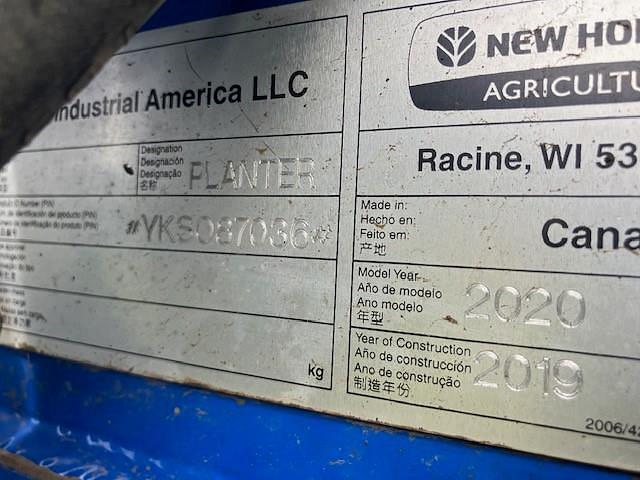 Industrial America LLC
NEW HO
AGRICULTU
Designation
Designación
Designação
名称
PLANTER
Racine, WI 53
*YKS087036*
Made in:
Hecho en:
Feito em:
产地
Cana
Model Year
Año de modelo
Ano modelo
年型
2020
Year of Construction
Año de construcción
Ano de construção
制造年份
2019
kg
2006/42